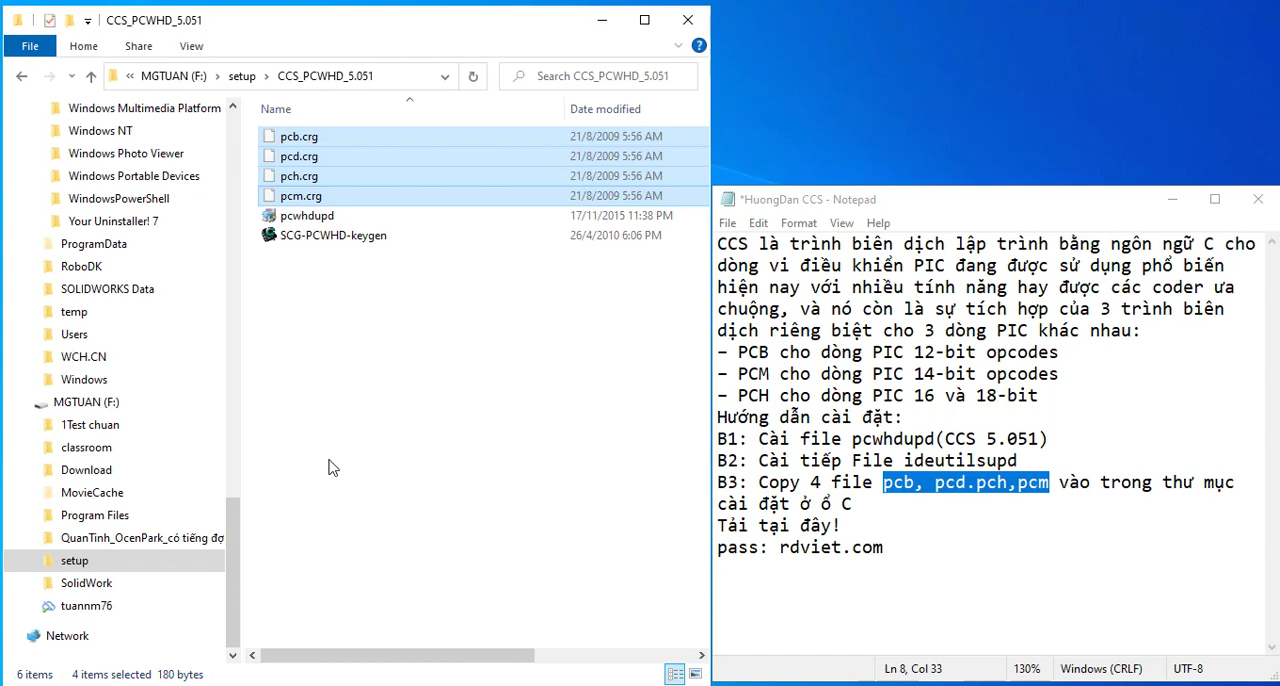 CCS_PCWHD_5.051
File Home Share View
« MGTUAN (F:) › setup › CCS_PCWHD_5.051
Search CCS_PCWHD_5.051
Windows Multimedia Platform
Windows NT
Windows Photo Viewer
Windows Portable Devices
WindowsPowerShell
Your Uninstaller! 7
ProgramData
RoboDK
SOLIDWORKS Data
temp
Users
WCH.CN
Windows
MGTUAN (F:)
1Test chuan
classroom
Download
MovieCache
Program Files
QuanTinh_OcenPark_có tiếng đợ
setup
SolidWork
tuannm76
Network
Name Date modified
pcb.crg 21/8/2009 5:56 AM
pcd.crg 21/8/2009 5:56 AM
pch.crg 21/8/2009 5:56 AM
pcm.crg 21/8/2009 5:56 AM
pcwhdupd 17/11/2015 11:38 PM
SCG-PCWHD-keygen 26/4/2010 6:06 PM
6 items 4 items selected 180 bytes
*HuongDan CCS - Notepad
File Edit Format View Help
CCS là trình biên dịch lập trình bằng ngôn ngữ C cho
dòng vi điều khiển PIC đang được sử dụng phổ biến
hiện nay với nhiều tính năng hay được các coder ưa
chuộng, và nó còn là sự tích hợp của 3 trình biên
dịch riêng biệt cho 3 dòng PIC khác nhau:
– PCB cho dòng PIC 12-bit opcodes
– PCM cho dòng PIC 14-bit opcodes
– PCH cho dòng PIC 16 và 18-bit
Hướng dẫn cài đặt:
B1: Cài file pcwhdupd(CCS 5.051)
B2: Cài tiếp File ideutilsupd
B3: Copy 4 file pcb, pcd.pch,pcm vào trong thư mục
cài đặt ở ổ C
Tải tại đây!
pass: rdviet.com
Ln 8, Col 33 130% Windows (CRLF) UTF-8